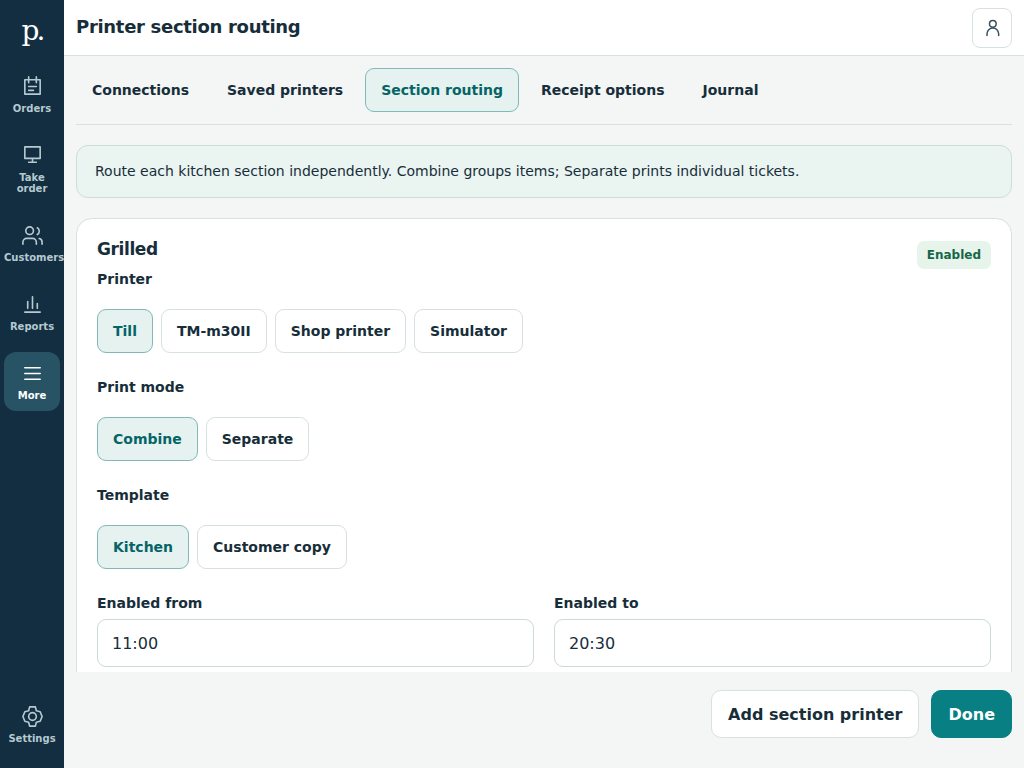 p.
Printer section routing
Orders
Take
order
Customers
Reports
More
Settings
Connections
Saved printers
Section routing
Receipt options
Journal
Route each kitchen section independently. Combine groups items; Separate prints individual tickets.
Grilled
Enabled
Printer
Till
TM-m30II
Shop printer
Simulator
Print mode
Combine
Separate
Template
Kitchen
Customer copy
Enabled from
Enabled to
11:00
20:30
Add section printer
Done